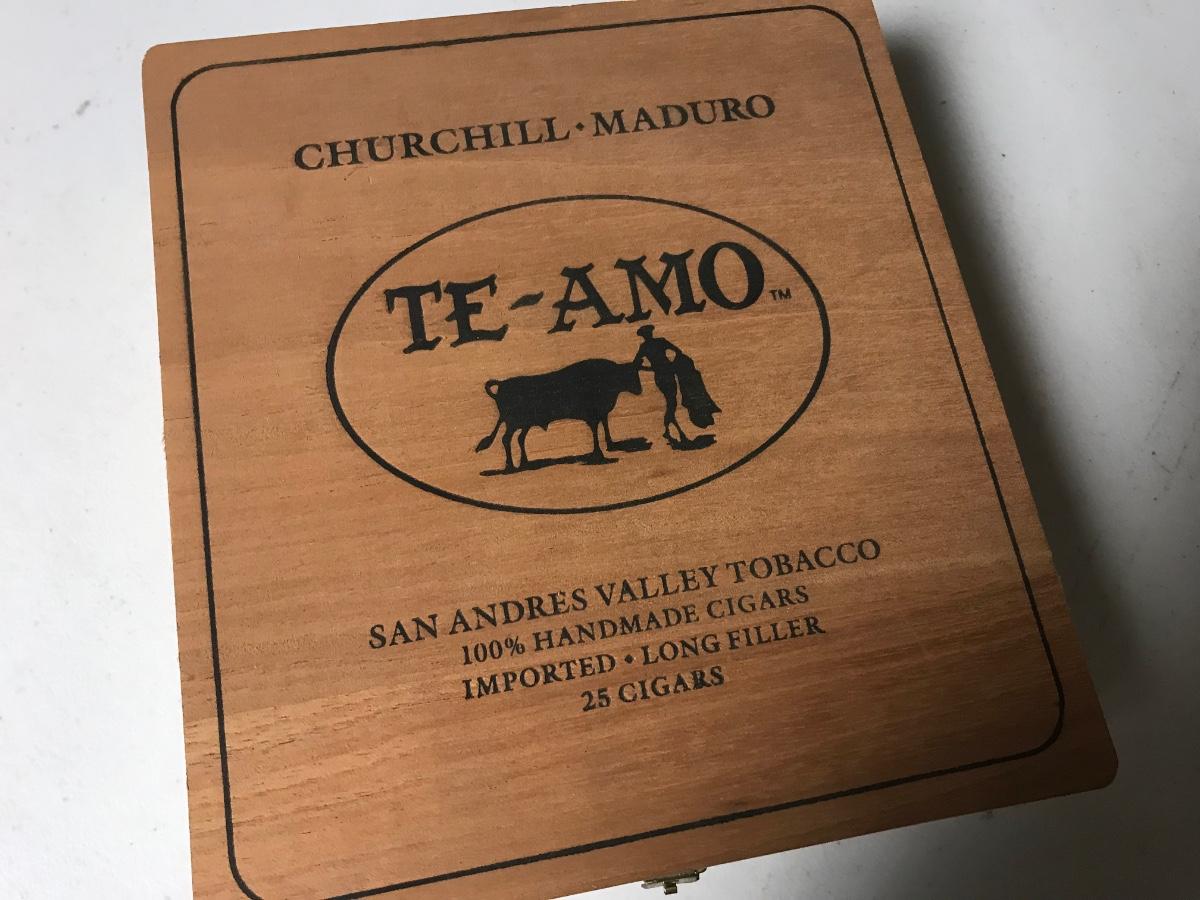 CHURCHILL · MADURO
TE-AMO™
SAN ANDRES VALLEY TOBACCO
100% HANDMADE CIGARS
IMPORTED • LONG FILLER
25 CIGARS